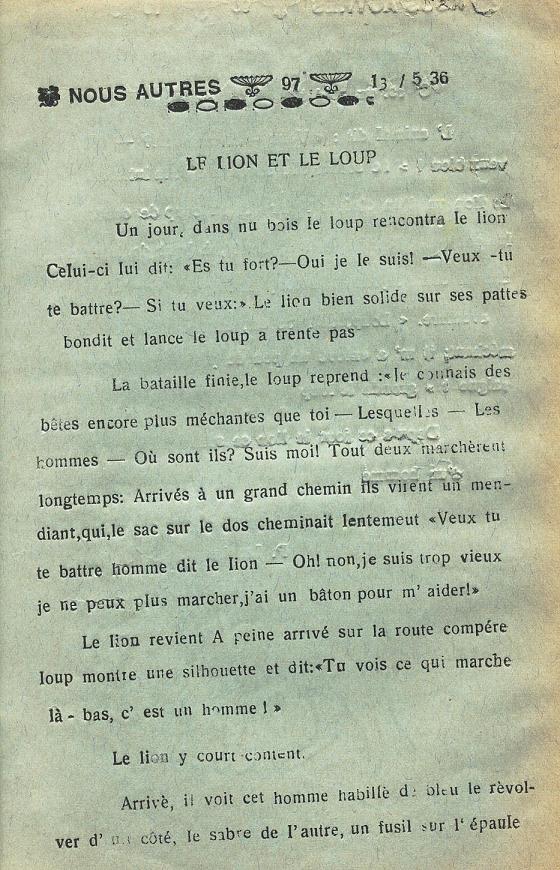 NOUS AUTRES 97 13 / 5 36
LE LION ET LE LOUP
Un jour, dans nu bois le loup rencontra le lion
Celui-ci lui dit: «Es tu fort?—Oui je le suis! —Veux -tu
te battre?— Si tu veux:».Le lion bien solide sur ses pattes
bondit et lance le loup a trente pas
La bataille finie,le loup reprend :«Je connais des
bêtes encore plus méchantes que toi — Lesquelles — Les
hommes — Où sont ils? Suis moi! Tout deux marchèrent
longtemps: Arrivés à un grand chemin ils virent un men-
diant,qui,le sac sur le dos cheminait lentemeut «Veux tu
te battre homme dit le lion — Oh! non,je suis trop vieux
je ne peux plus marcher,j'ai un bâton pour m' aider!»
Le lion revient A peine arrivé sur la route compére
loup montre une silhouette et dit:«Tu vois ce qui marche
là - bas, c' est un homme ! »
Le lion y court content.
Arrivè, il voit cet homme habillè de bleu le rèvol-
ver d' un côté, le sabre de l'autre, un fusil sur l' épaule